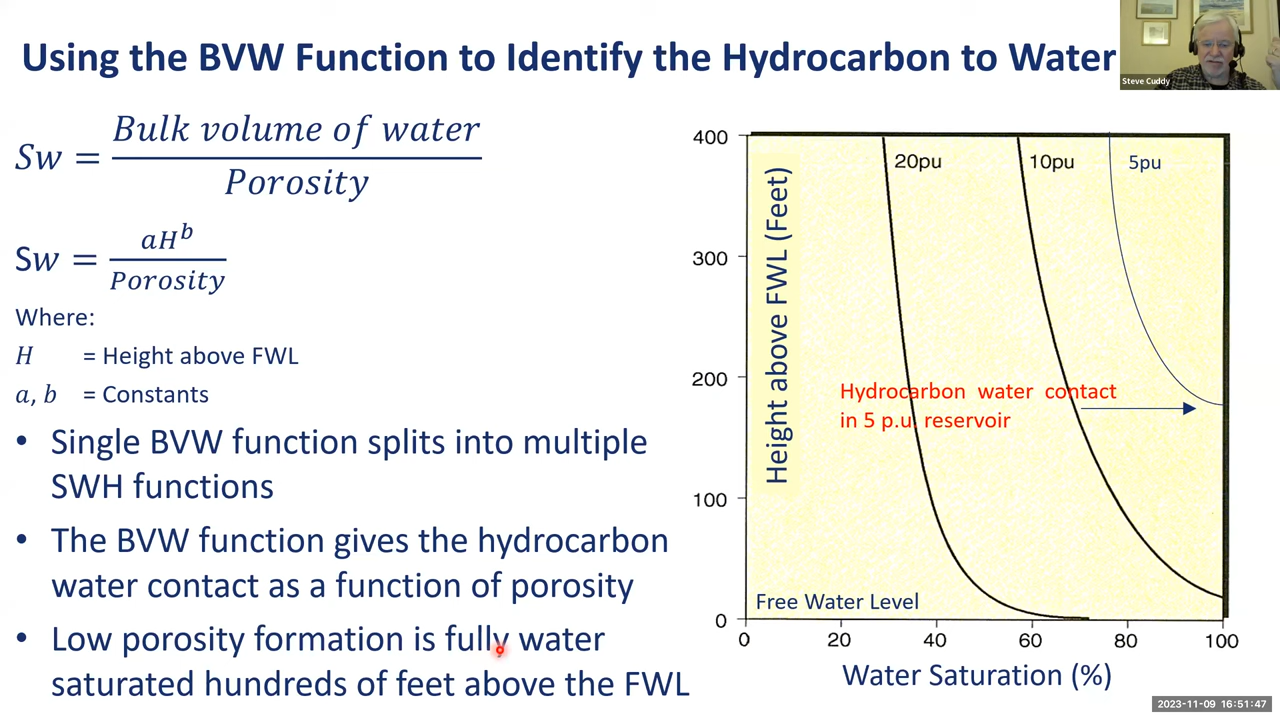 Using the BVW Function to Identify the Hydrocarbon to Water
Steve Cuddy
Sw = Bulk volume of water / Porosity
Sw = aH^b / Porosity
Where:
H = Height above FWL
a, b = Constants
• Single BVW function splits into multiple
SWH functions
• The BVW function gives the hydrocarbon
water contact as a function of porosity
• Low porosity formation is fully water
saturated hundreds of feet above the FWL
400
300
200
100
0
Height above FWL (Feet)
20pu
10pu
5pu
Hydrocarbon water contact
in 5 p.u. reservoir
Free Water Level
0 20 40 60 80 100
Water Saturation (%)
2023-11-09 16:51:47